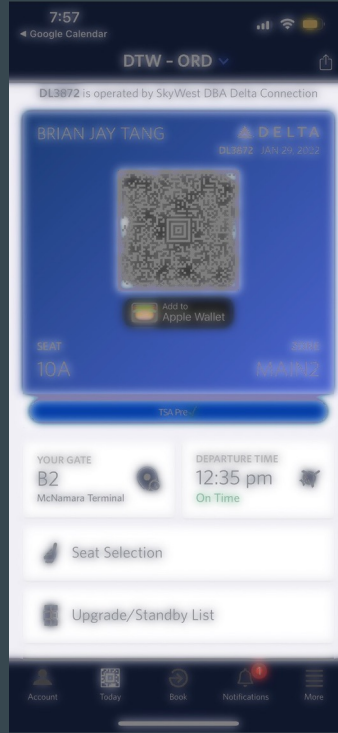 7:57
◀ Google Calendar
DTW - ORD
DL3872 is operated by SkyWest DBA Delta Connection
BRIAN JAY TANG
DELTA
DL3872 JAN 29, 2022
Add to
Apple Wallet
SEAT
ZONE
10A
MAIN2
TSA Pre✓
YOUR GATE
B2
McNamara Terminal
DEPARTURE TIME
12:35 pm
On Time
Seat Selection
Upgrade/Standby List
1
Account
Today
Book
Notifications
More